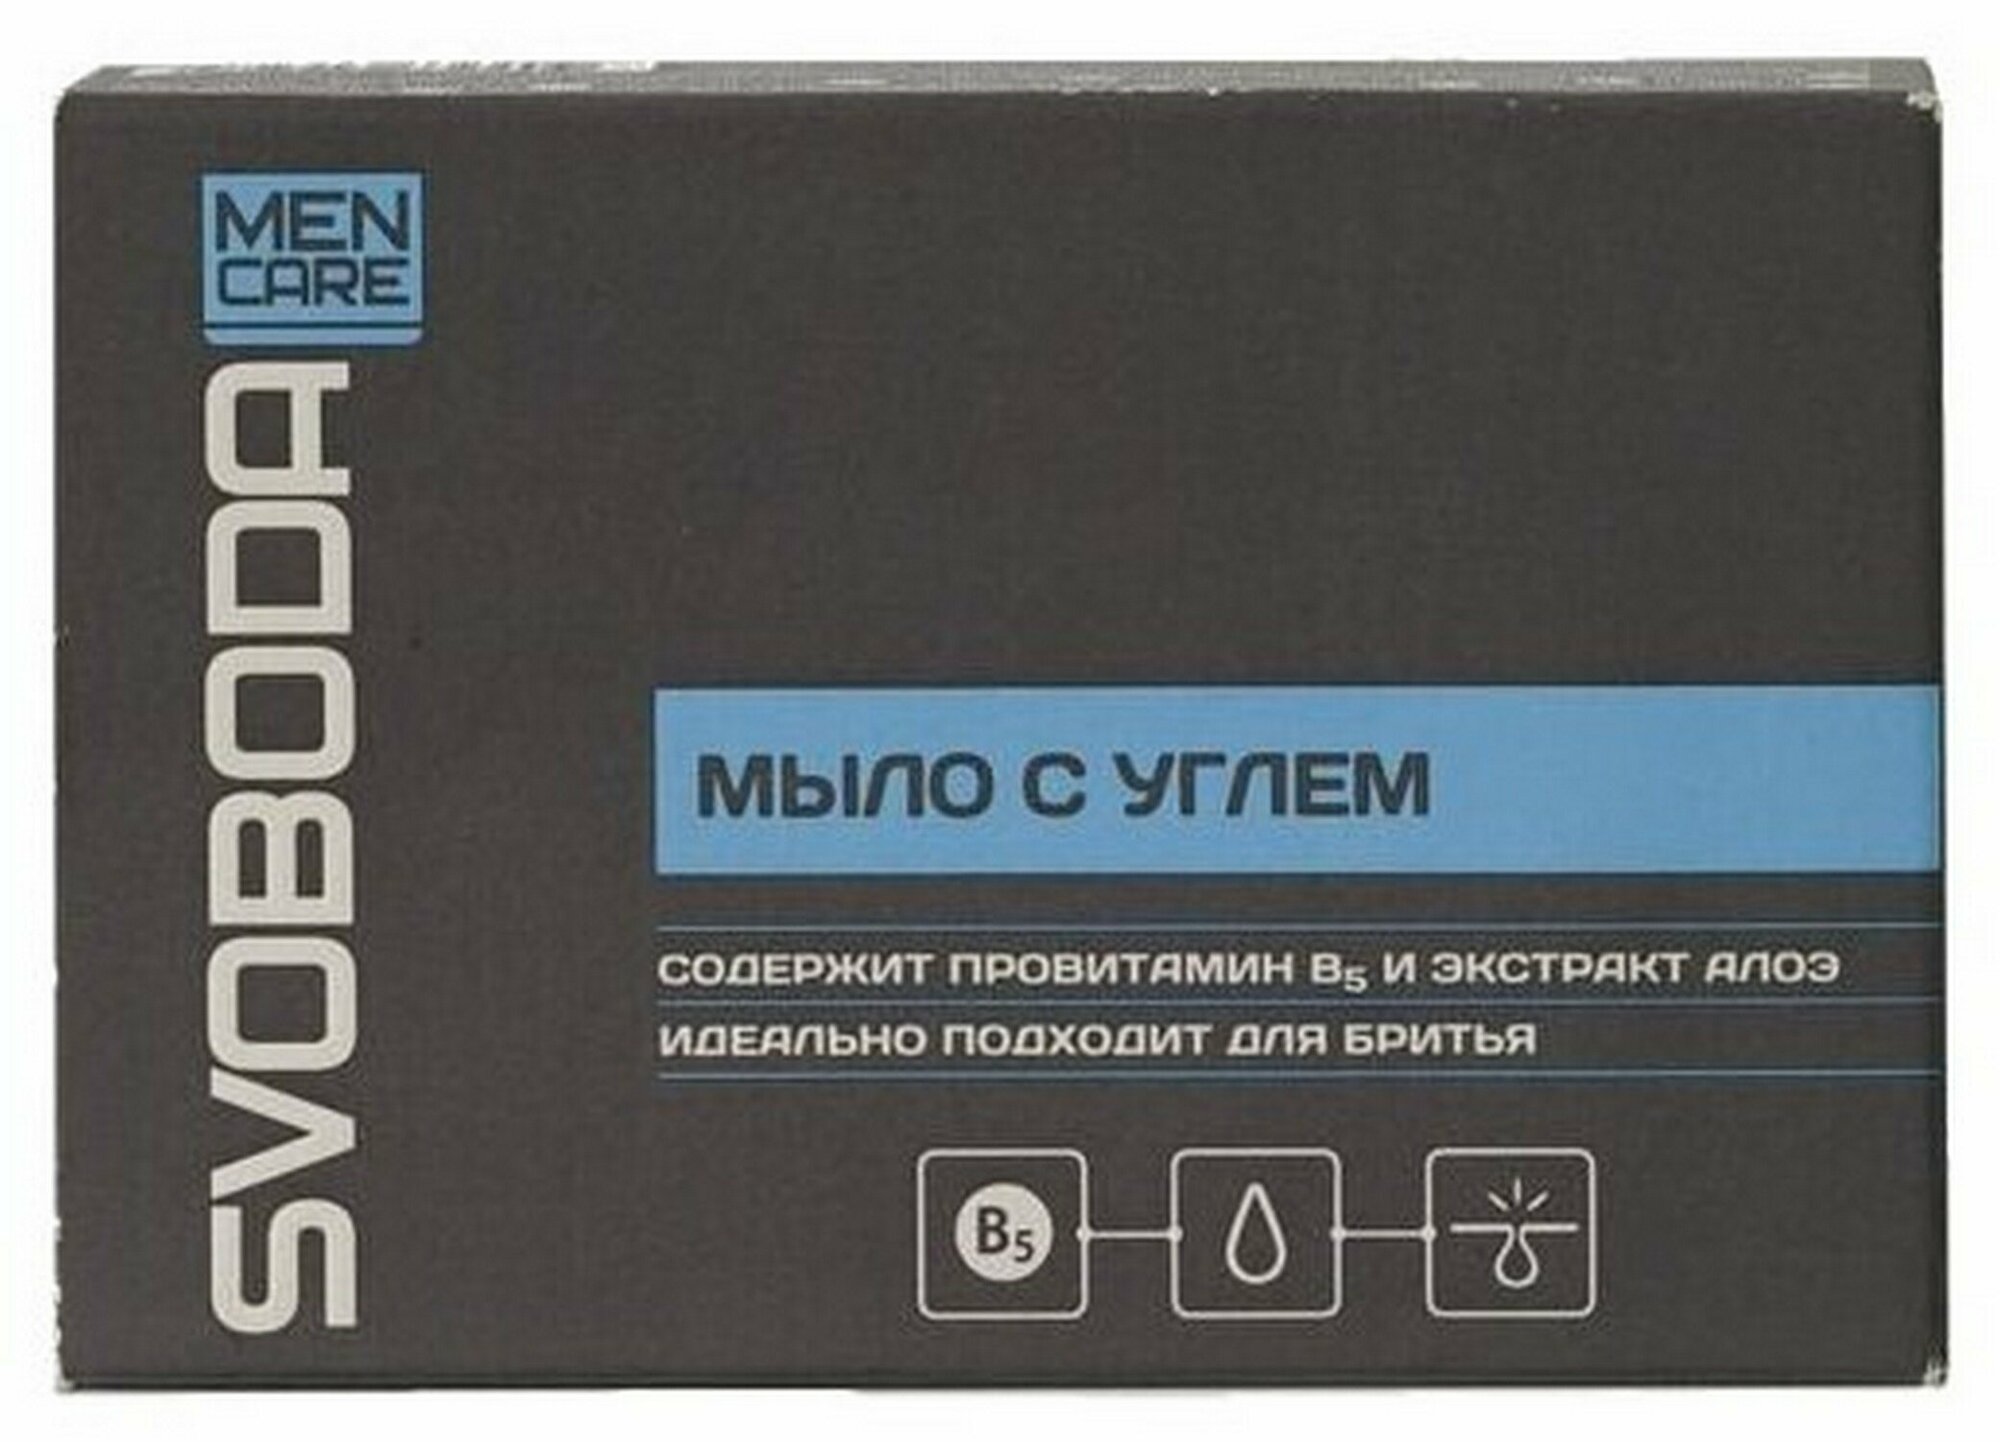 MEN
CARE
SVOBODA
МЫЛО С УГЛЕМ
СОДЕРЖИТ ПРОВИТАМИН B5 И ЭКСТРАКТ АЛОЭ
ИДЕАЛЬНО ПОДХОДИТ ДЛЯ БРИТЬЯ
B5